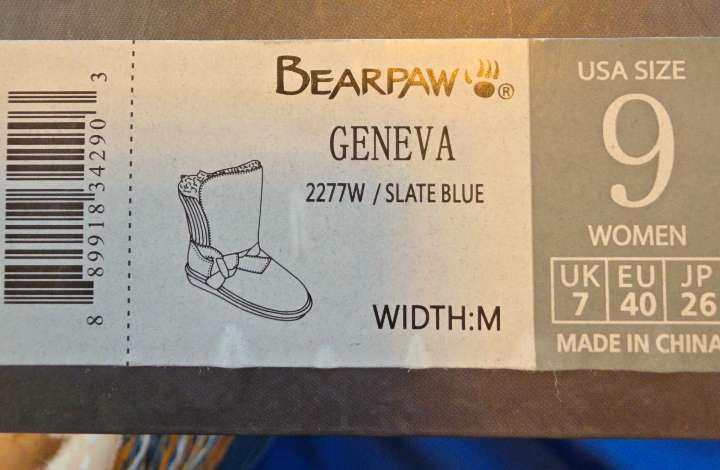 8 89918 34290 3
BEARPAW®
GENEVA
2277W / SLATE BLUE
WIDTH:M
USA SIZE
9
WOMEN
UK EU JP
7 40 26
MADE IN CHINA